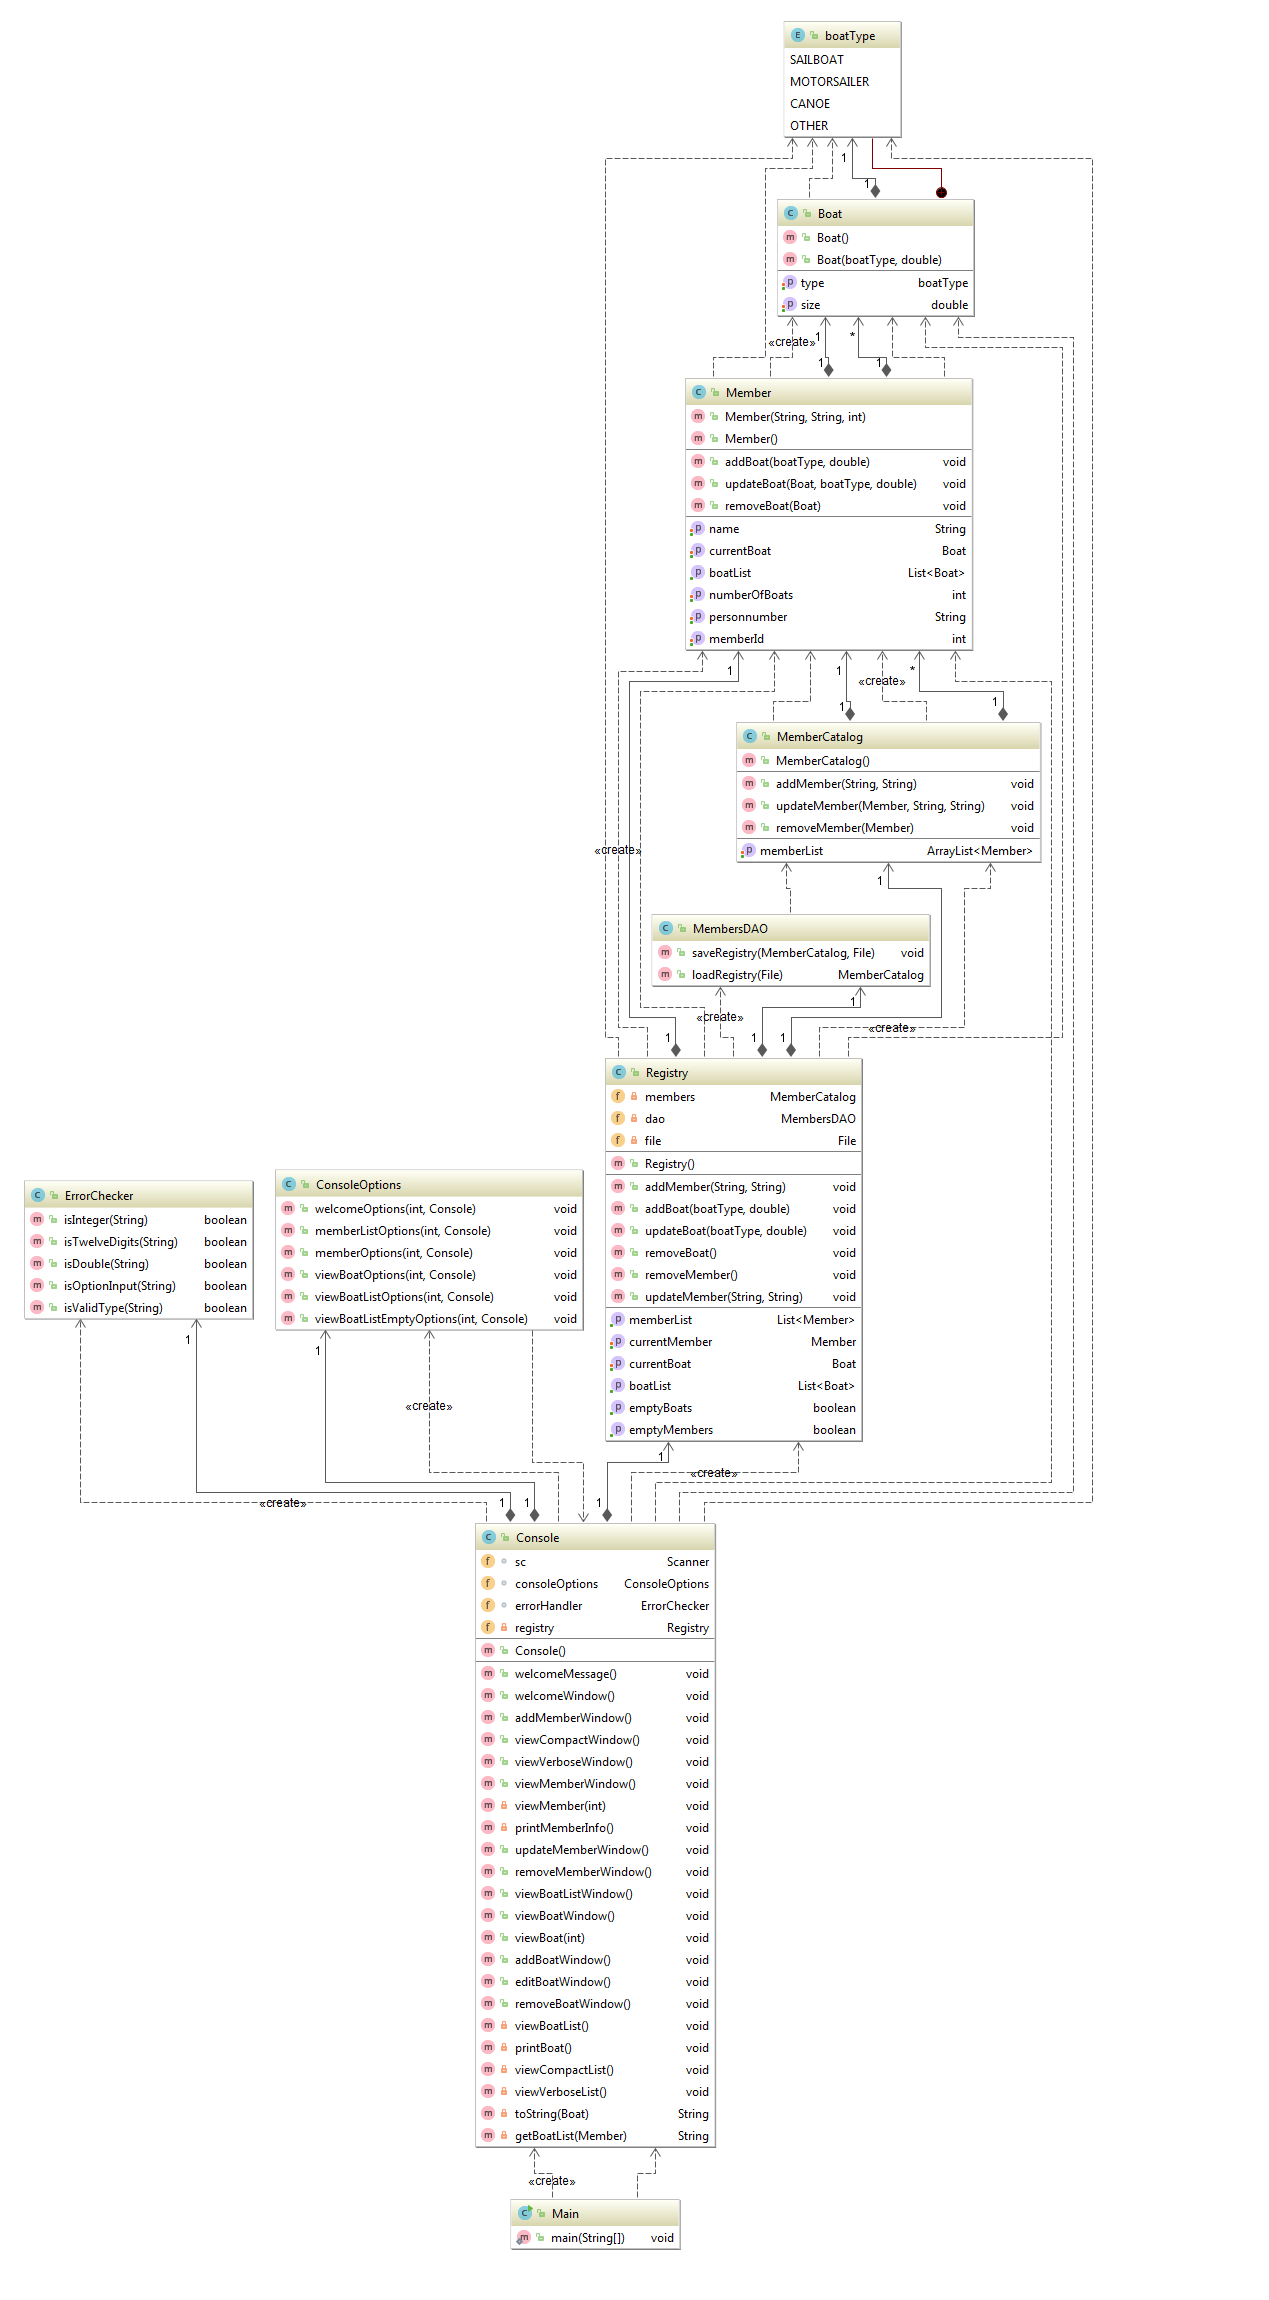 boatType
SAILBOAT
MOTORSAILER
CANOE
OTHER
1
1
Boat
Boat()
Boat(boatType, double)
type boatType
size double
«create» 1 *
1 1
Member
Member(String, String, int)
Member()
addBoat(boatType, double) void
updateBoat(Boat, boatType, double) void
removeBoat(Boat) void
name String
currentBoat Boat
boatList List<Boat>
numberOfBoats int
personnumber String
memberId int
1 1 «create» *
1 1
MemberCatalog
MemberCatalog()
addMember(String, String) void
updateMember(Member, String, String) void
removeMember(Member) void
memberList ArrayList<Member>
«create»
1
MembersDAO
saveRegistry(MemberCatalog, File) void
loadRegistry(File) MemberCatalog
1
«create» «create»
1 1 1
Registry
members MemberCatalog
dao MembersDAO
file File
Registry()
addMember(String, String) void
addBoat(boatType, double) void
updateBoat(boatType, double) void
removeBoat() void
removeMember() void
updateMember(String, String) void
memberList List<Member>
currentMember Member
currentBoat Boat
boatList List<Boat>
emptyBoats boolean
emptyMembers boolean
ConsoleOptions
welcomeOptions(int, Console) void
memberListOptions(int, Console) void
memberOptions(int, Console) void
viewBoatOptions(int, Console) void
viewBoatListOptions(int, Console) void
viewBoatListEmptyOptions(int, Console) void
ErrorChecker
isInteger(String) boolean
isTwelveDigits(String) boolean
isDouble(String) boolean
isOptionInput(String) boolean
isValidType(String) boolean
1 1
«create»
1
«create»
«create» 1 1 1
Console
sc Scanner
consoleOptions ConsoleOptions
errorHandler ErrorChecker
registry Registry
Console()
welcomeMessage() void
welcomeWindow() void
addMemberWindow() void
viewCompactWindow() void
viewVerboseWindow() void
viewMemberWindow() void
viewMember(int) void
printMemberInfo() void
updateMemberWindow() void
removeMemberWindow() void
viewBoatListWindow() void
viewBoatWindow() void
viewBoat(int) void
addBoatWindow() void
editBoatWindow() void
removeBoatWindow() void
viewBoatList() void
printBoat() void
viewCompactList() void
viewVerboseList() void
toString(Boat) String
getBoatList(Member) String
«create»
Main
main(String[]) void